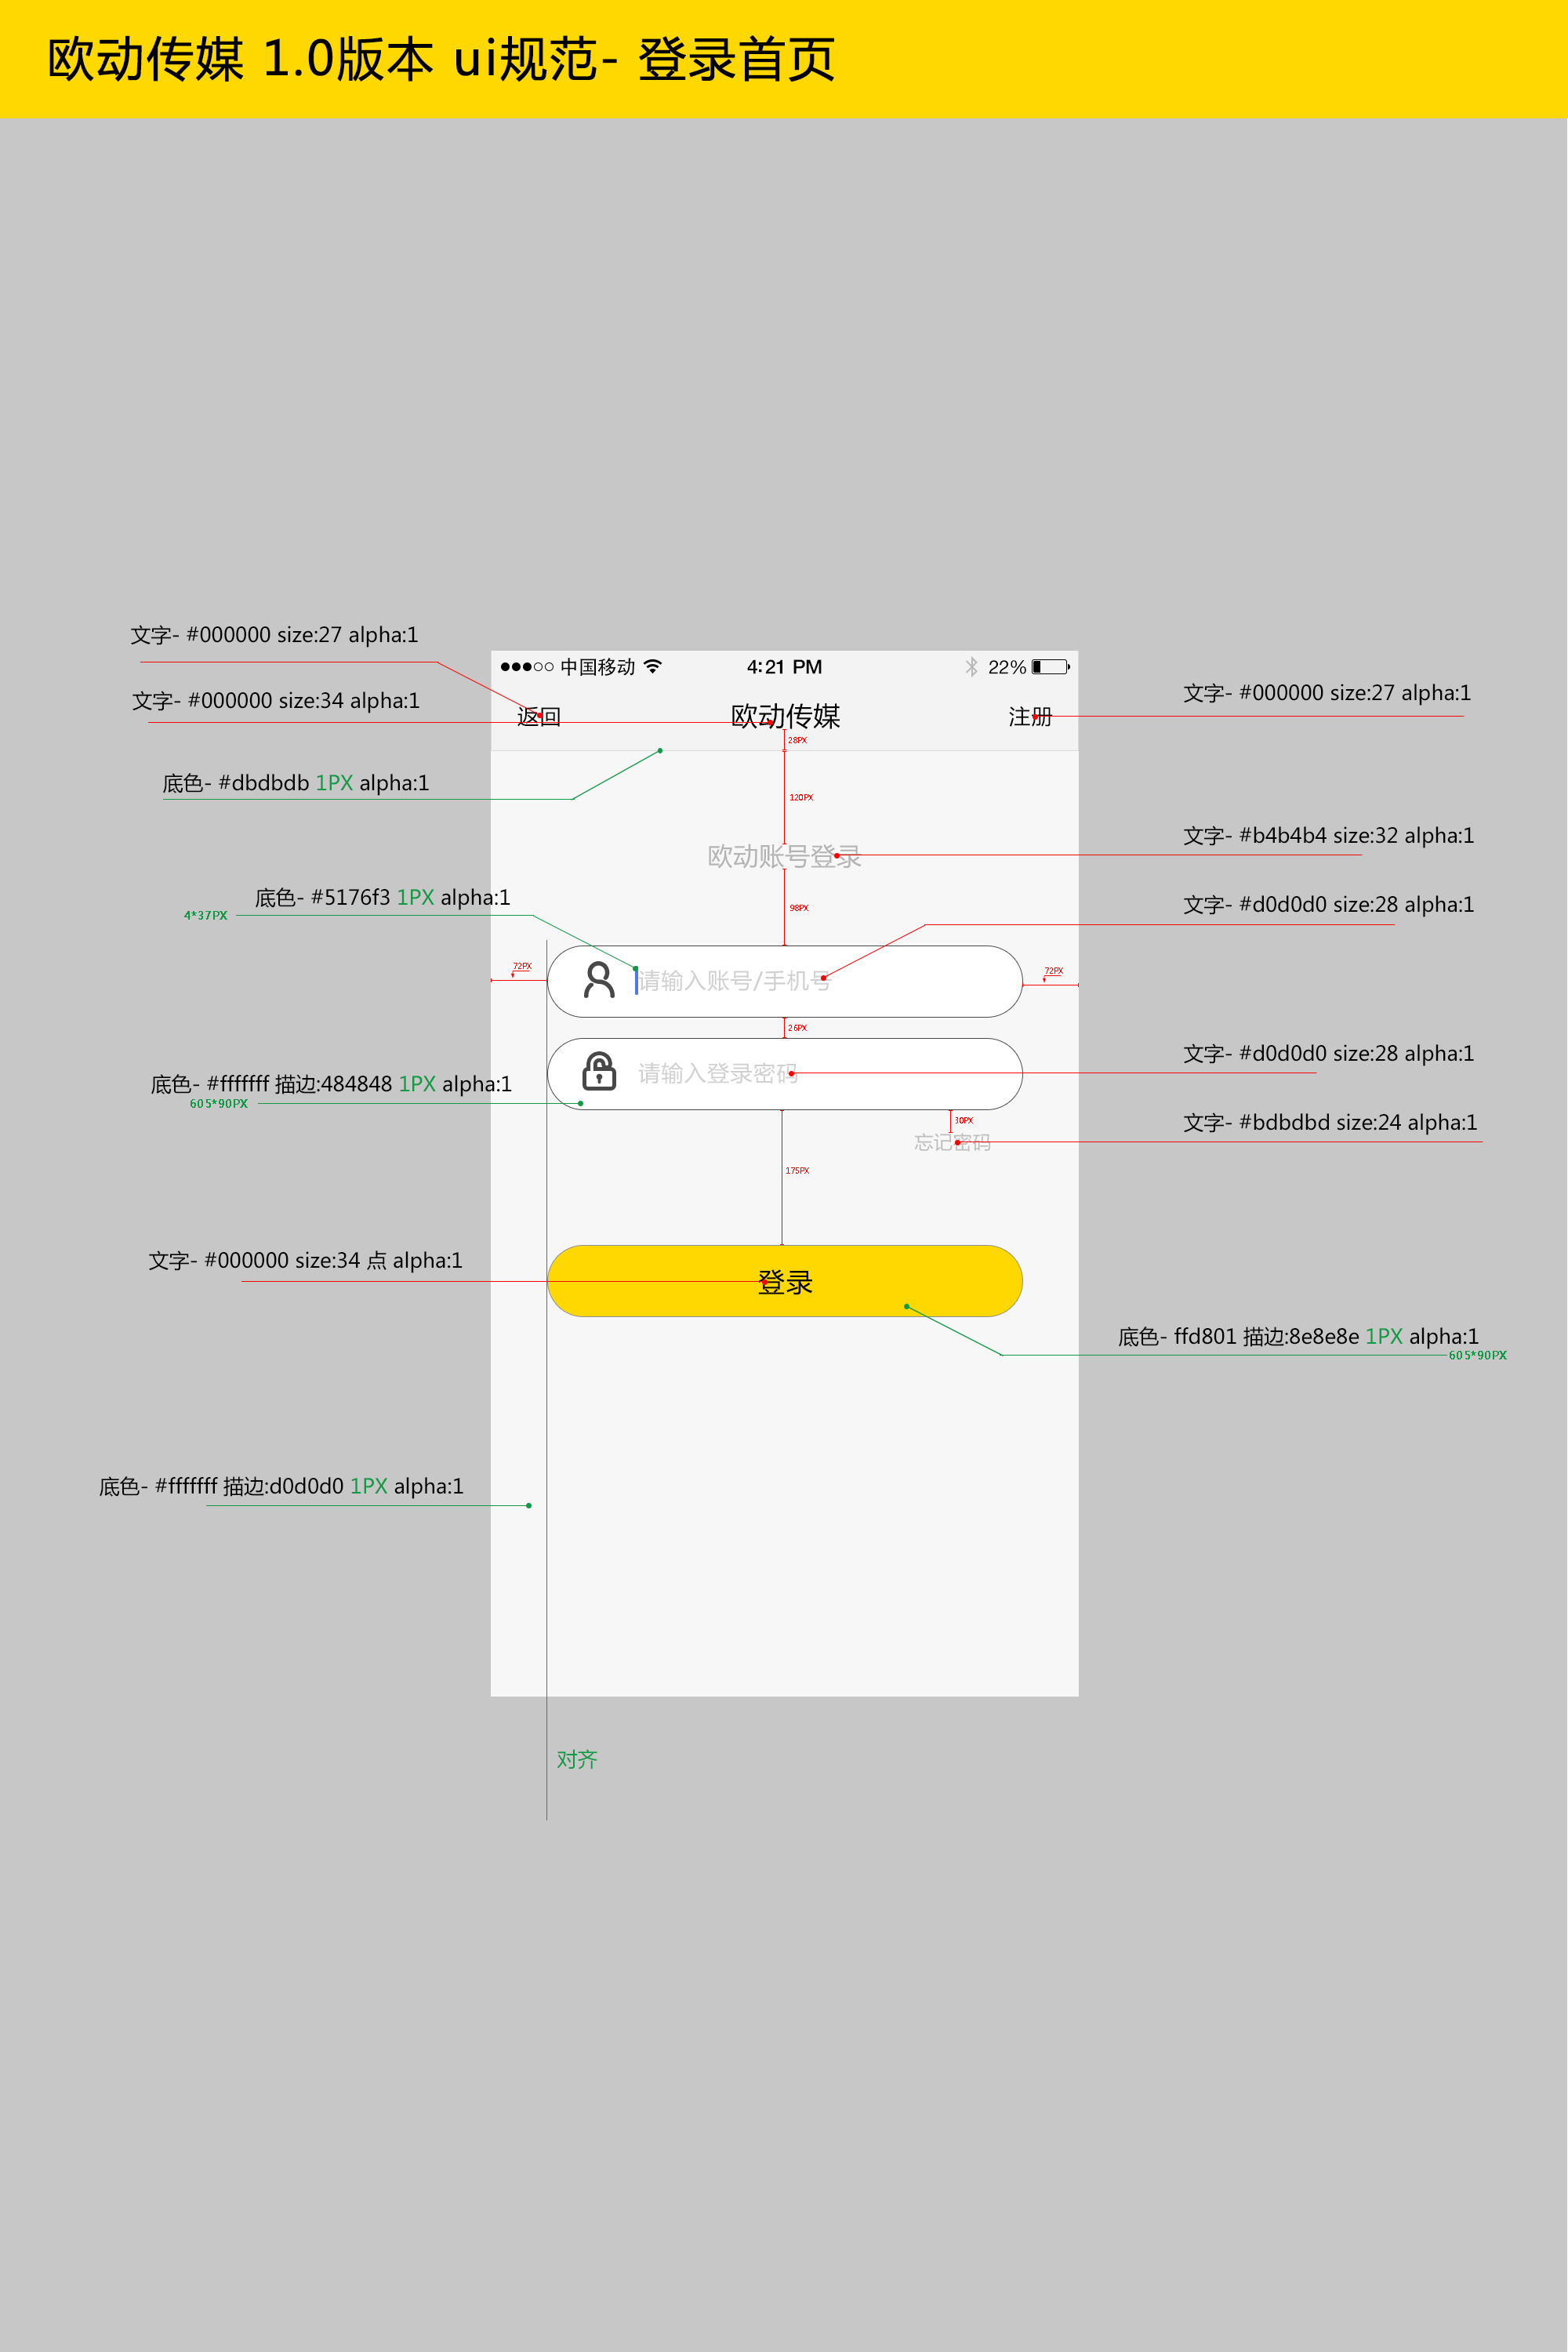 欧动传媒 1.0版本 ui规范- 登录首页
文字- #000000 size:27 alpha:1
中国移动
4:21 PM
22%
文字- #000000 size:34 alpha:1
文字- #000000 size:27 alpha:1
返回
欧动传媒
注册
28PX
底色- #dbdbdb 1PX alpha:1
120PX
文字- #b4b4b4 size:32 alpha:1
欧动账号登录
底色- #5176f3 1PX alpha:1
4*37PX
98PX
文字- #d0d0d0 size:28 alpha:1
72PX
请输入账号/手机号
72PX
26PX
文字- #d0d0d0 size:28 alpha:1
请输入登录密码
底色- #fffffff 描边:484848 1PX alpha:1
605*90PX
30PX
文字- #bdbdbd size:24 alpha:1
忘记密码
175PX
文字- #000000 size:34 点 alpha:1
登录
底色- ffd801 描边:8e8e8e 1PX alpha:1
605*90PX
底色- #fffffff 描边:d0d0d0 1PX alpha:1
对齐